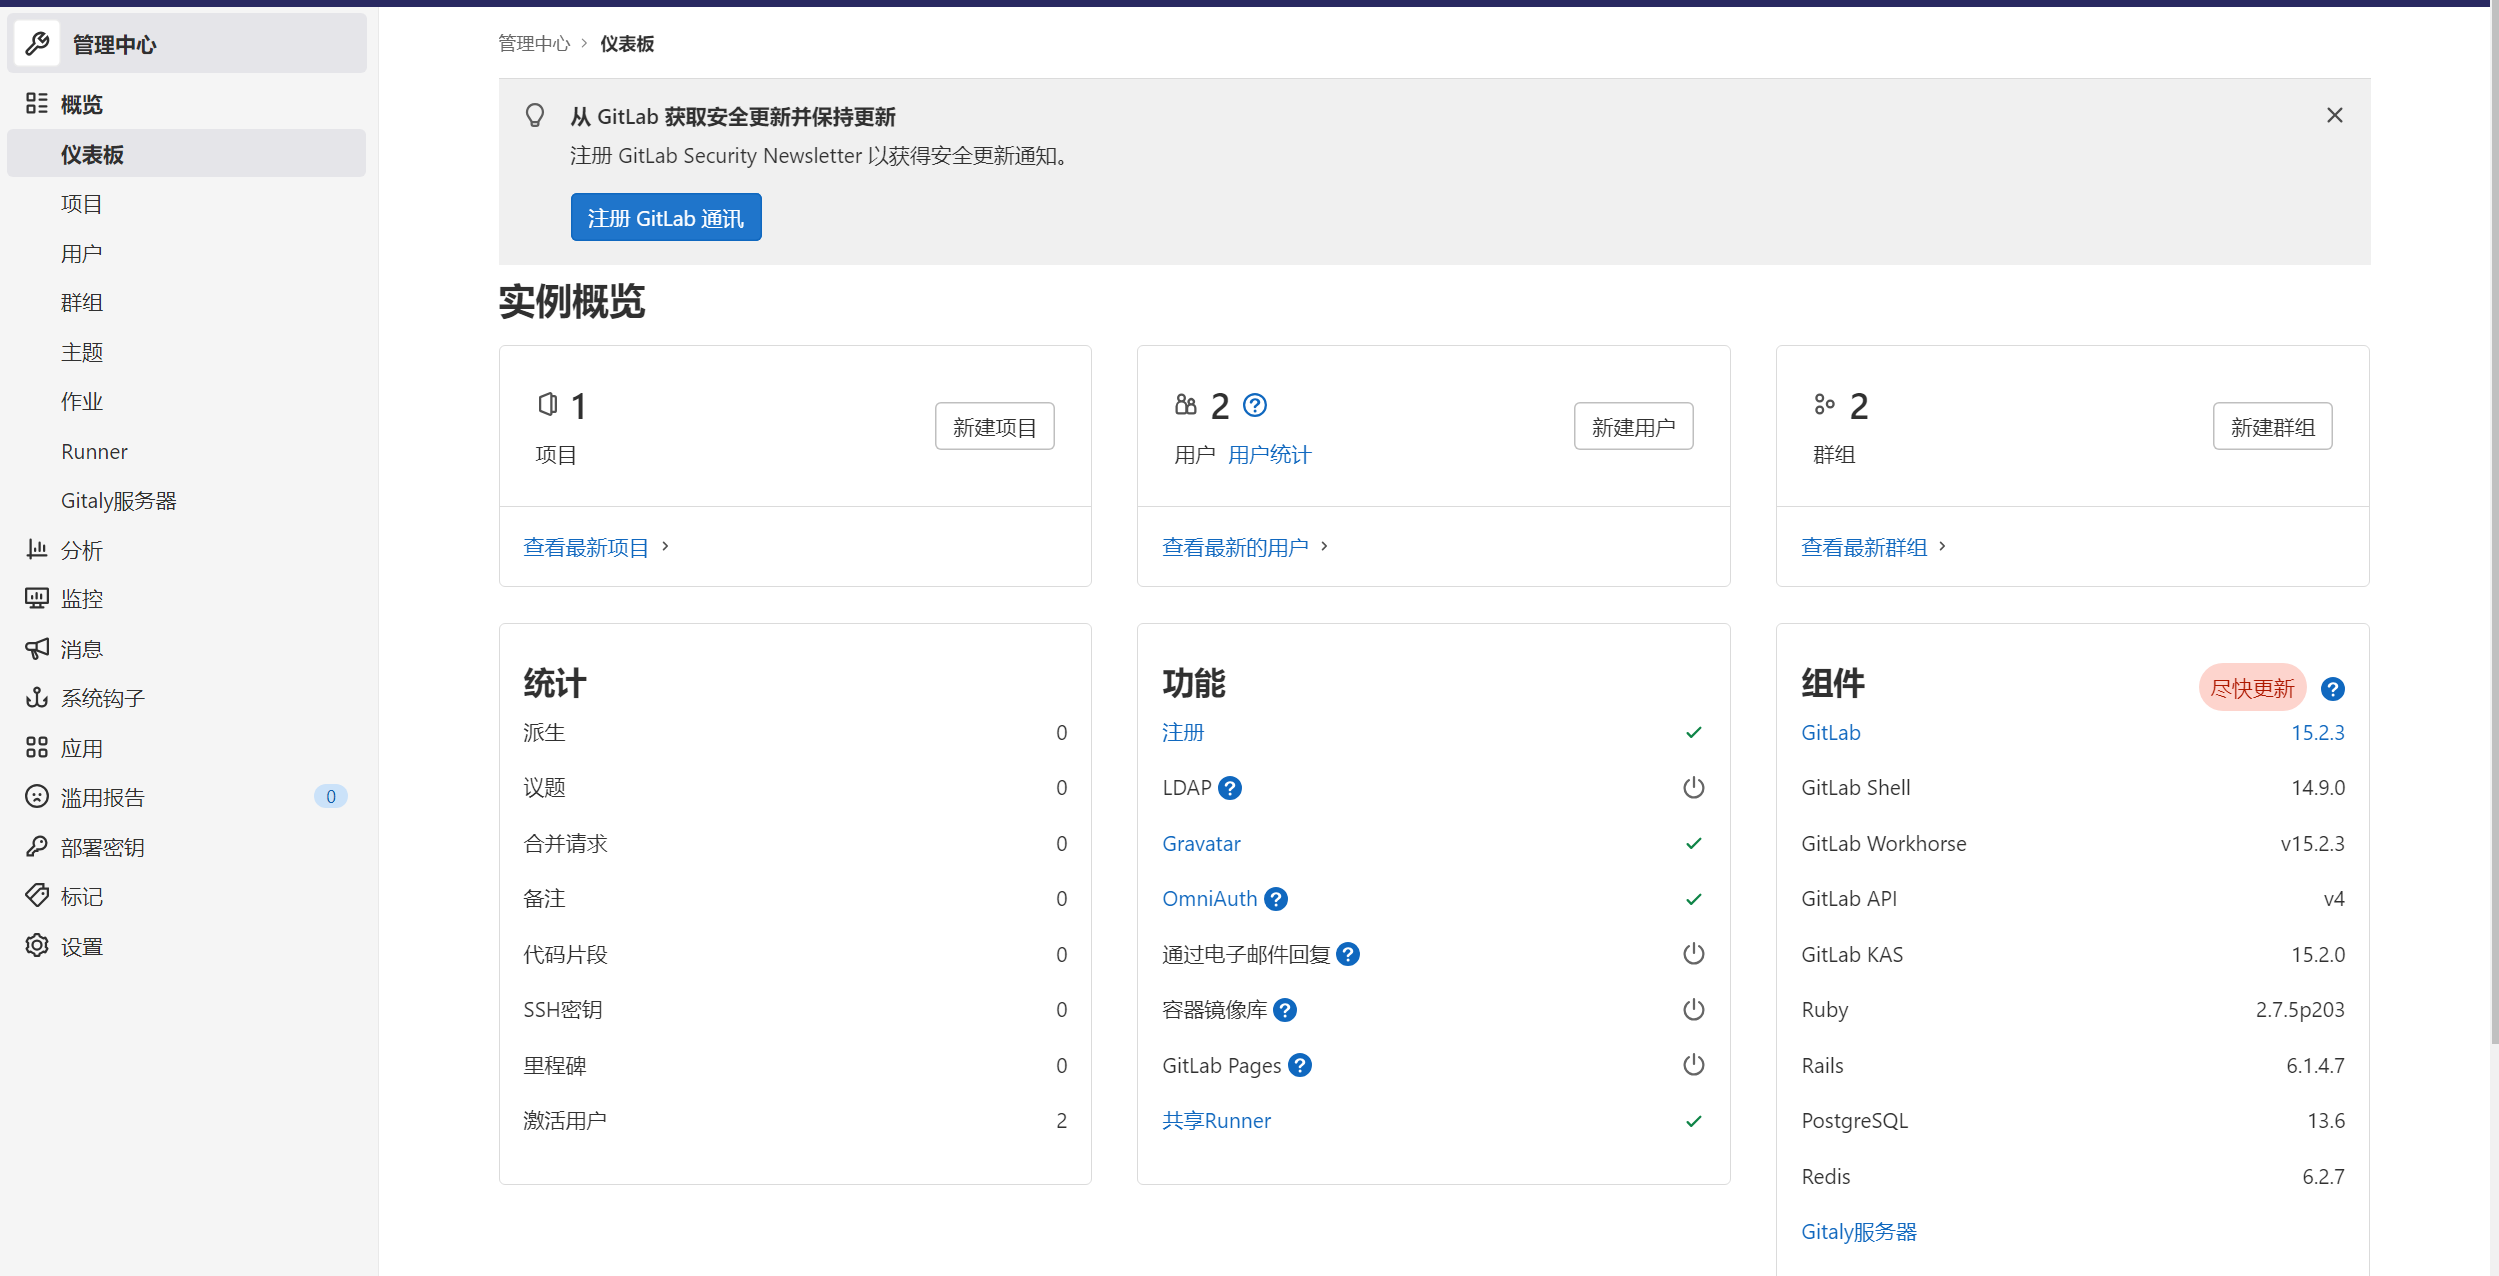 管理中心
概览
仪表板
项目
用户
群组
主题
作业
Runner
Gitaly服务器
分析
监控
消息
系统钩子
应用
滥用报告 0
部署密钥
标记
设置
管理中心 › 仪表板
从 GitLab 获取安全更新并保持更新
注册 GitLab Security Newsletter 以获得安全更新通知。
注册 GitLab 通讯
实例概览
1
项目
新建项目
查看最新项目
2
用户 用户统计
新建用户
查看最新的用户
2
群组
新建群组
查看最新群组
统计
派生 0
议题 0
合并请求 0
备注 0
代码片段 0
SSH密钥 0
里程碑 0
激活用户 2
功能
注册
LDAP
Gravatar
OmniAuth
通过电子邮件回复
容器镜像库
GitLab Pages
共享Runner
组件 尽快更新
GitLab 15.2.3
GitLab Shell 14.9.0
GitLab Workhorse v15.2.3
GitLab API v4
GitLab KAS 15.2.0
Ruby 2.7.5p203
Rails 6.1.4.7
PostgreSQL 13.6
Redis 6.2.7
Gitaly服务器